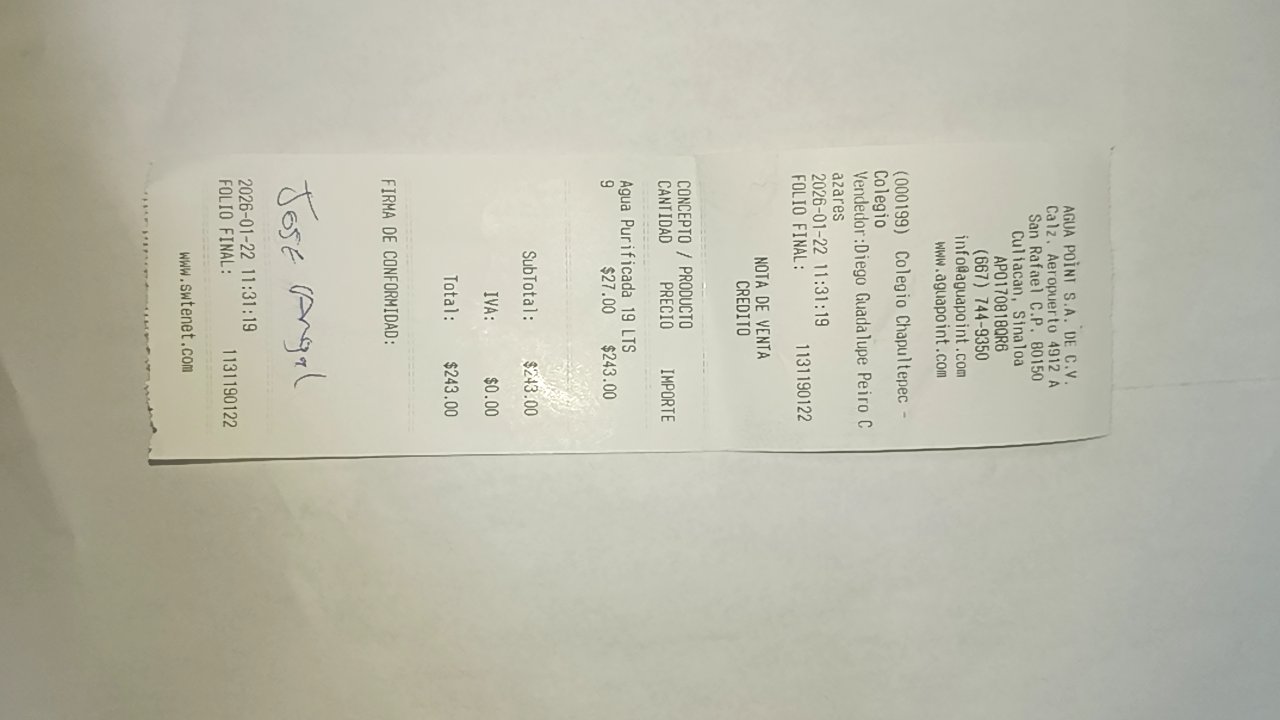 AGUA POINT S.A. DE C.V.
Calz. Aeropuerto 4912 A
San Rafael C.P. 80150
Culiacan, Sinaloa
APO170818QR6
(667) 744-9350
info@aguapoint.com
www.aguapoint.com
(000199) Colegio Chapultepec -
Colegio
Vendedor:Diego Guadalupe Peiro C
azares
2026-01-22 11:31:19
FOLIO FINAL: 1131190122
NOTA DE VENTA
CREDITO
CONCEPTO / PRODUCTO
CANTIDAD PRECIO IMPORTE
Agua Purificada 19 LTS
9 $27.00 $243.00
SubTotal: $243.00
IVA: $0.00
Total: $243.00
FIRMA DE CONFORMIDAD:
José Angel
2026-01-22 11:31:19
FOLIO FINAL: 1131190122
www.swtenet.com